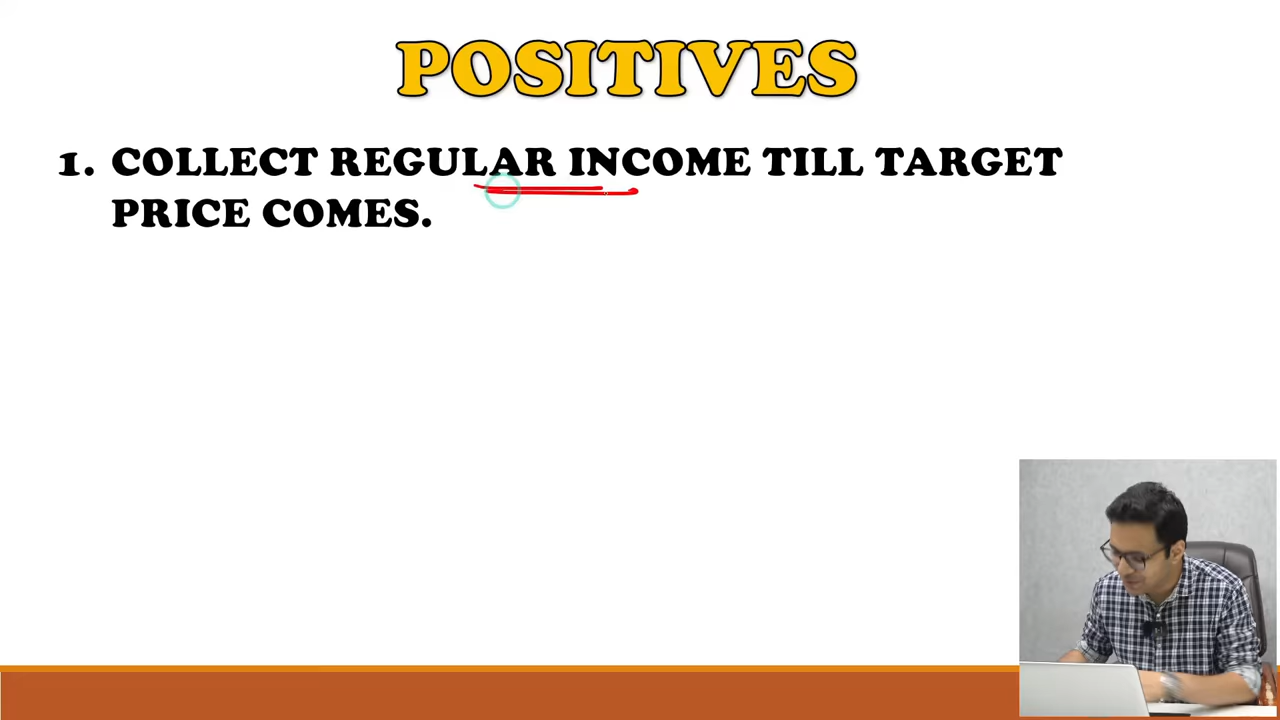 POSITIVES
1. COLLECT REGULAR INCOME TILL TARGET
PRICE COMES.